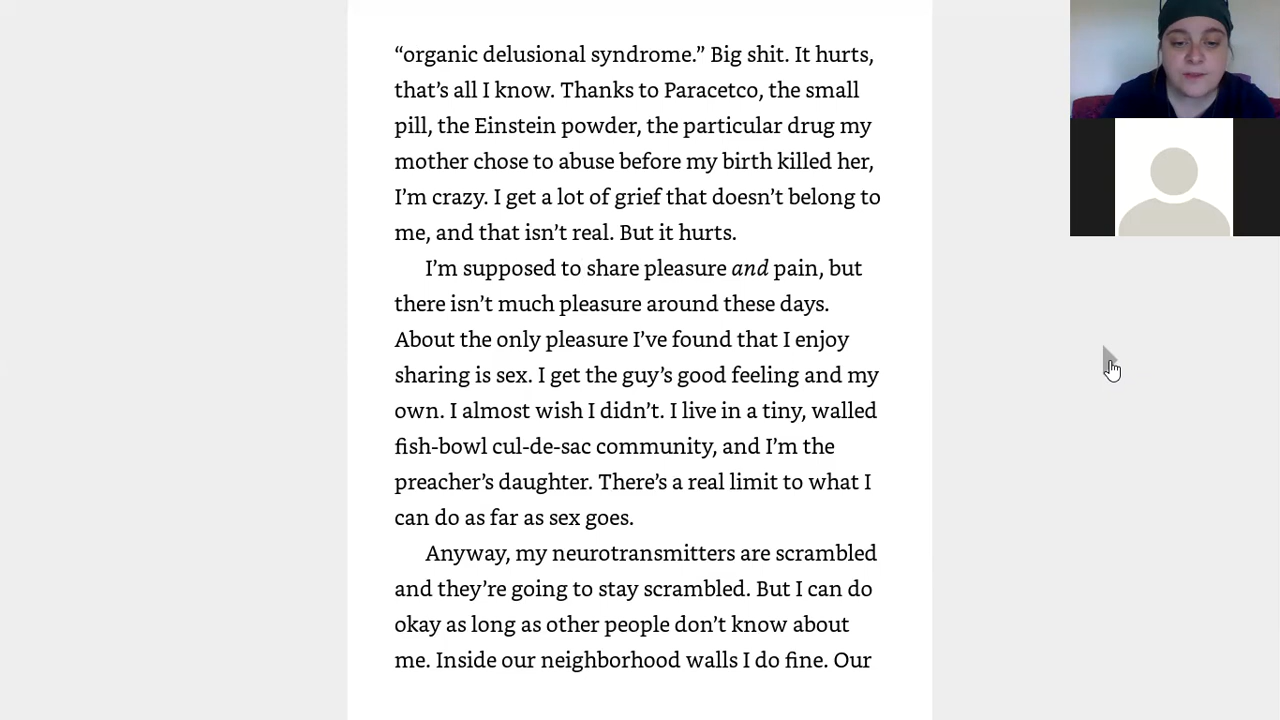 “organic delusional syndrome.” Big shit. It hurts,
that’s all I know. Thanks to Paracetco, the small
pill, the Einstein powder, the particular drug my
mother chose to abuse before my birth killed her,
I’m crazy. I get a lot of grief that doesn’t belong to
me, and that isn’t real. But it hurts.
I’m supposed to share pleasure and pain, but
there isn’t much pleasure around these days.
About the only pleasure I’ve found that I enjoy
sharing is sex. I get the guy’s good feeling and my
own. I almost wish I didn’t. I live in a tiny, walled
fish-bowl cul-de-sac community, and I’m the
preacher’s daughter. There’s a real limit to what I
can do as far as sex goes.
Anyway, my neurotransmitters are scrambled
and they’re going to stay scrambled. But I can do
okay as long as other people don’t know about
me. Inside our neighborhood walls I do fine. Our